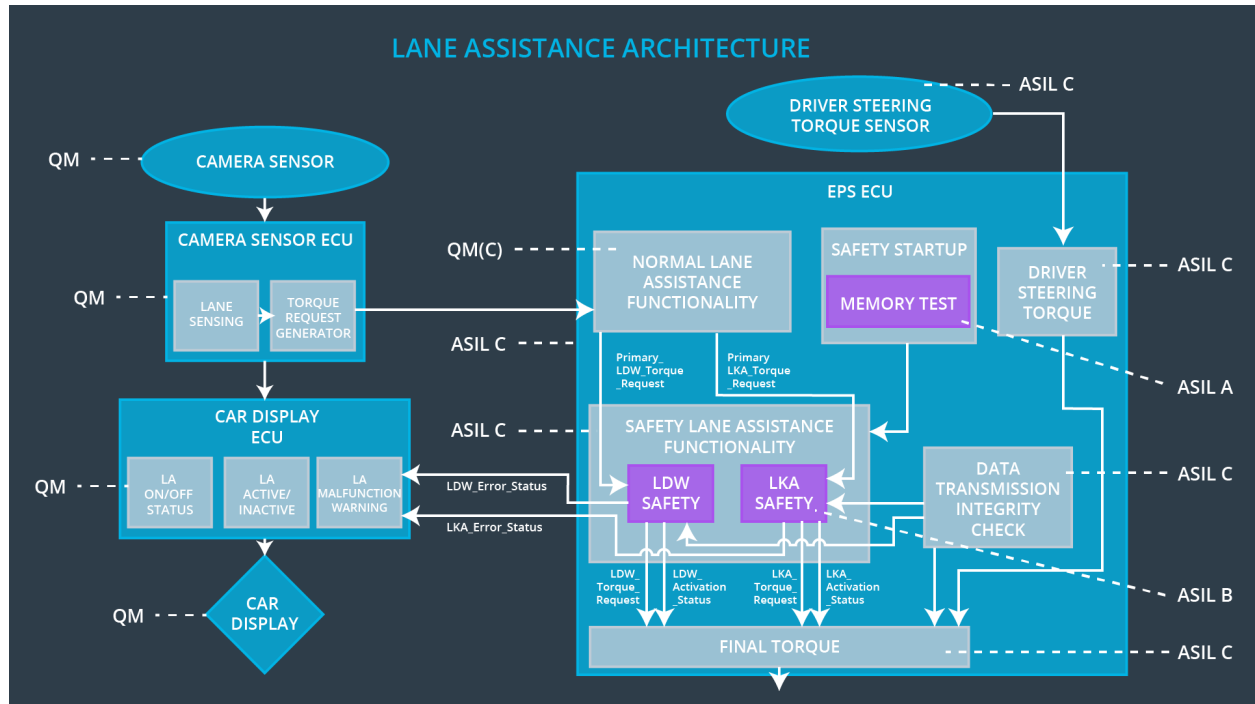 LANE ASSISTANCE ARCHITECTURE
ASIL C
DRIVER STEERING
TORQUE SENSOR
QM
CAMERA SENSOR
EPS ECU
CAMERA SENSOR ECU
QM(C)
NORMAL LANE
ASSISTANCE
FUNCTIONALITY
SAFETY STARTUP
MEMORY TEST
DRIVER
STEERING
TORQUE
ASIL C
QM
LANE
SENSING
TORQUE
REQUEST
GENERATOR
ASIL C
Primary_
LDW_Torque
_Request
Primary
LKA_Torque
_Request
ASIL A
CAR DISPLAY
ECU
ASIL C
SAFETY LANE ASSISTANCE
FUNCTIONALITY
QM
LA
ON/OFF
STATUS
LA
ACTIVE/
INACTIVE
LA
MALFUNCTION
WARNING
LDW_Error_Status
LKA_Error_Status
LDW
SAFETY
LKA
SAFETY
DATA
TRANSMISSION
INTEGRITY
CHECK
ASIL C
LDW_
Torque_
Request
LDW_
Activation
_Status
LKA_
Torque_
Request
LKA_
Activation
_Status
ASIL B
QM
CAR
DISPLAY
FINAL TORQUE
ASIL C